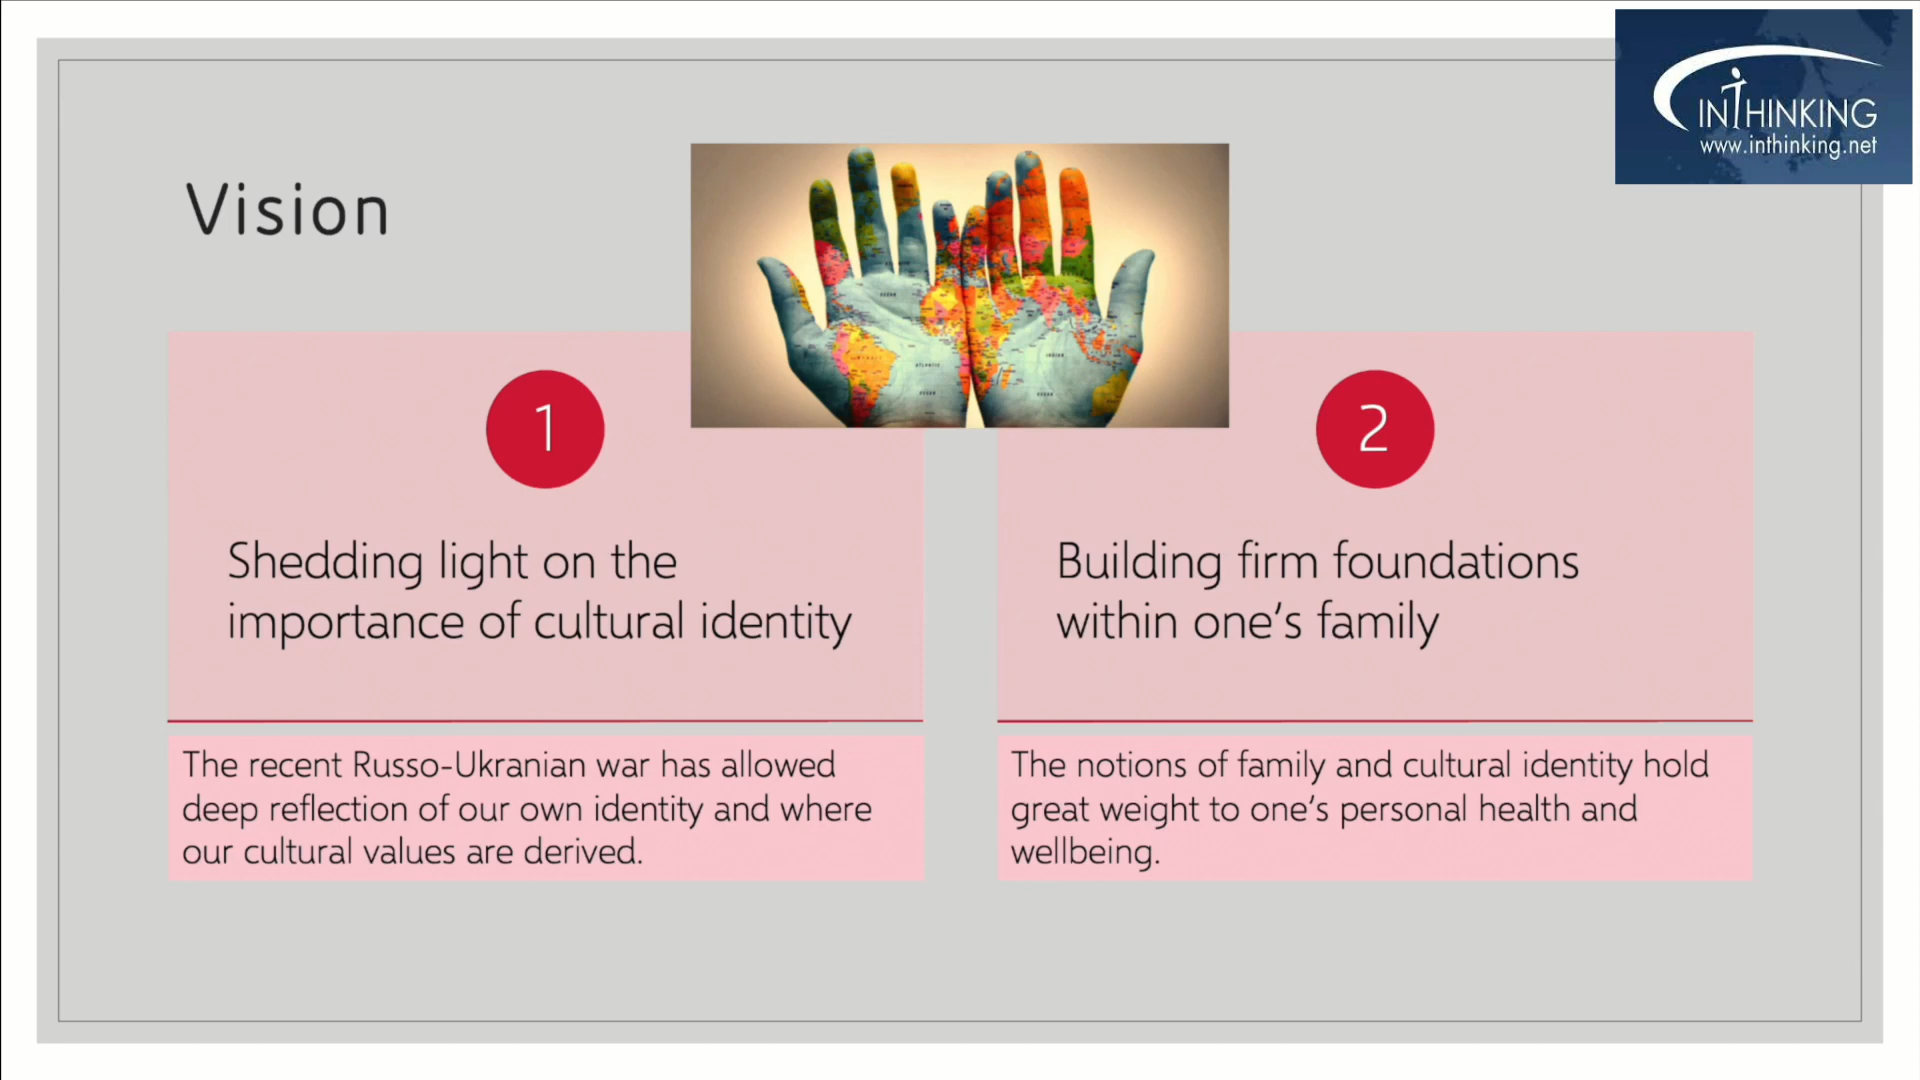 INTHINKING
www.inthinking.net
Vision
1
Shedding light on the
importance of cultural identity
The recent Russo-Ukranian war has allowed
deep reflection of our own identity and where
our cultural values are derived.
2
Building firm foundations
within one's family
The notions of family and cultural identity hold
great weight to one's personal health and
wellbeing.